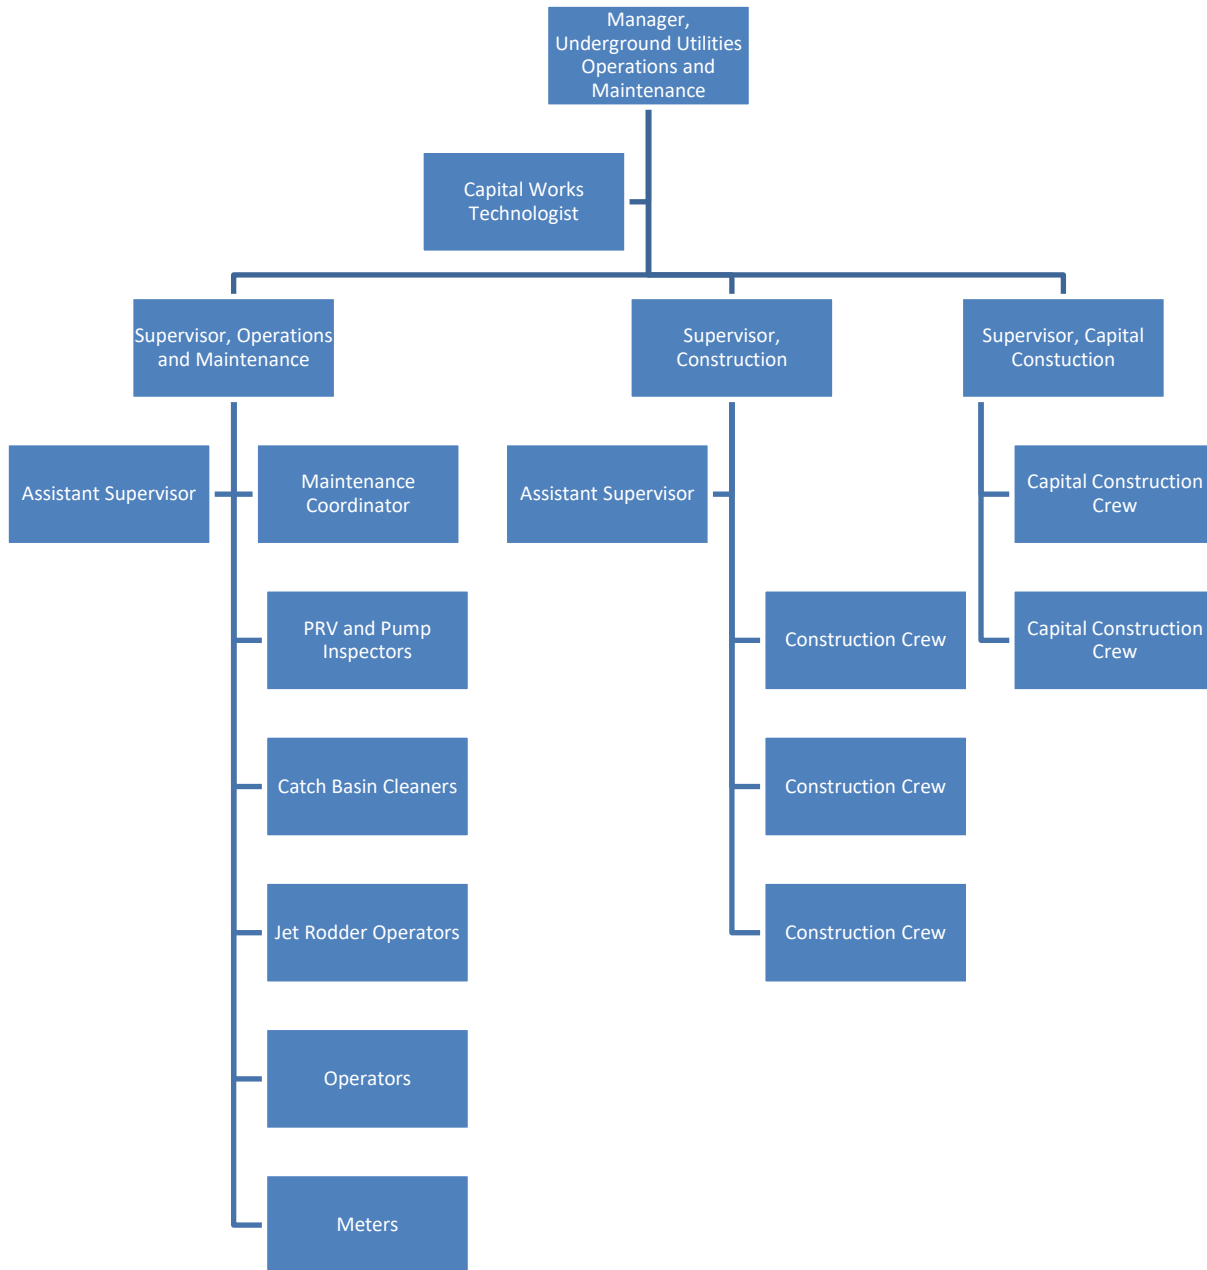 Manager,
Underground Utilities
Operations and
Maintenance
Capital Works
Technologist
Supervisor, Operations
and Maintenance
Supervisor,
Construction
Supervisor, Capital
Constuction
Assistant Supervisor
Maintenance
Coordinator
Assistant Supervisor
Capital Construction
Crew
PRV and Pump
Inspectors
Construction Crew
Capital Construction
Crew
Catch Basin Cleaners
Construction Crew
Jet Rodder Operators
Construction Crew
Operators
Meters